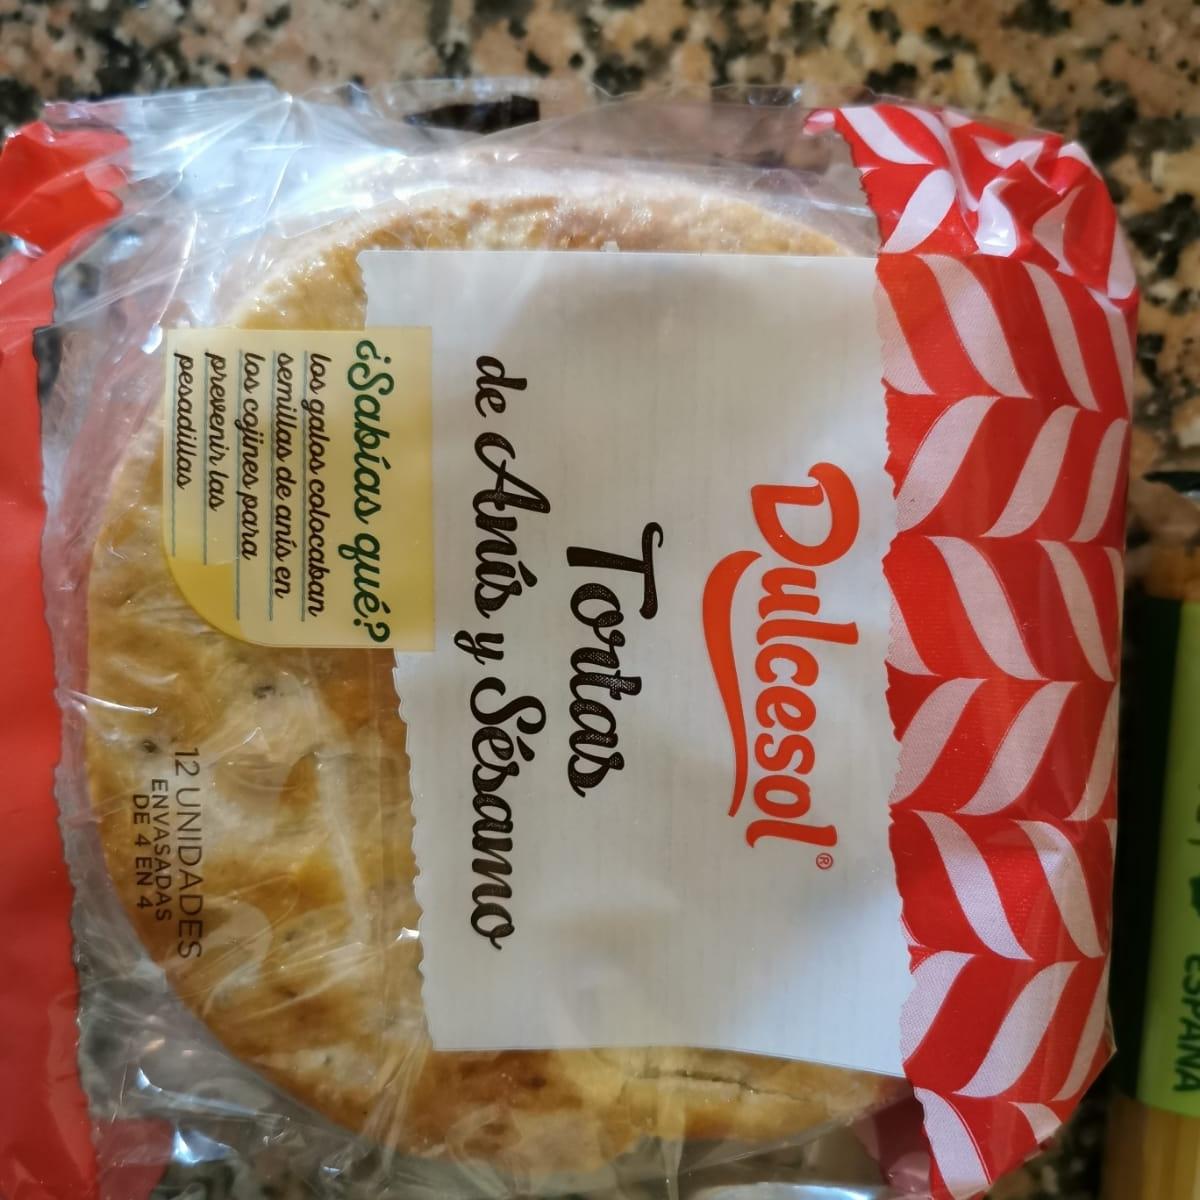 Dulcesol®
Tortas
de Anís y Sésamo
¿Sabías qué?
los galos colocaban
semillas de anís en
los cojines para
prevenir las
pesadillas
12 UNIDADES
ENVASADAS
DE 4 EN 4
ESPAÑA